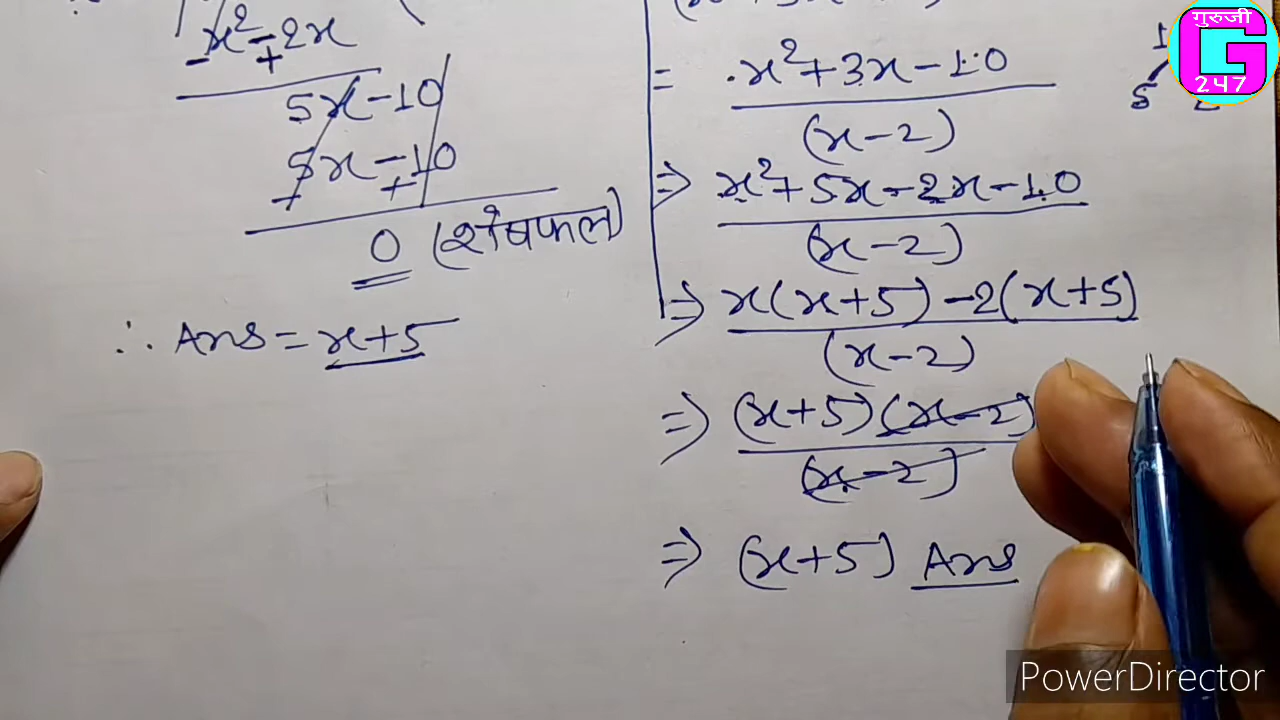 x²-2x
- +
5x-10
5x-10
- +
0 (शेषफल)
∴ Ans = x+5
= x²+3x-10
(x-2)
⇒ x²+5x-2x-10
(x-2)
⇒ x(x+5)-2(x+5)
(x-2)
⇒ (x+5)(x-2)
(x-2)
⇒ (x+5) Ans
गुरुजी
G
247
5
PowerDirector